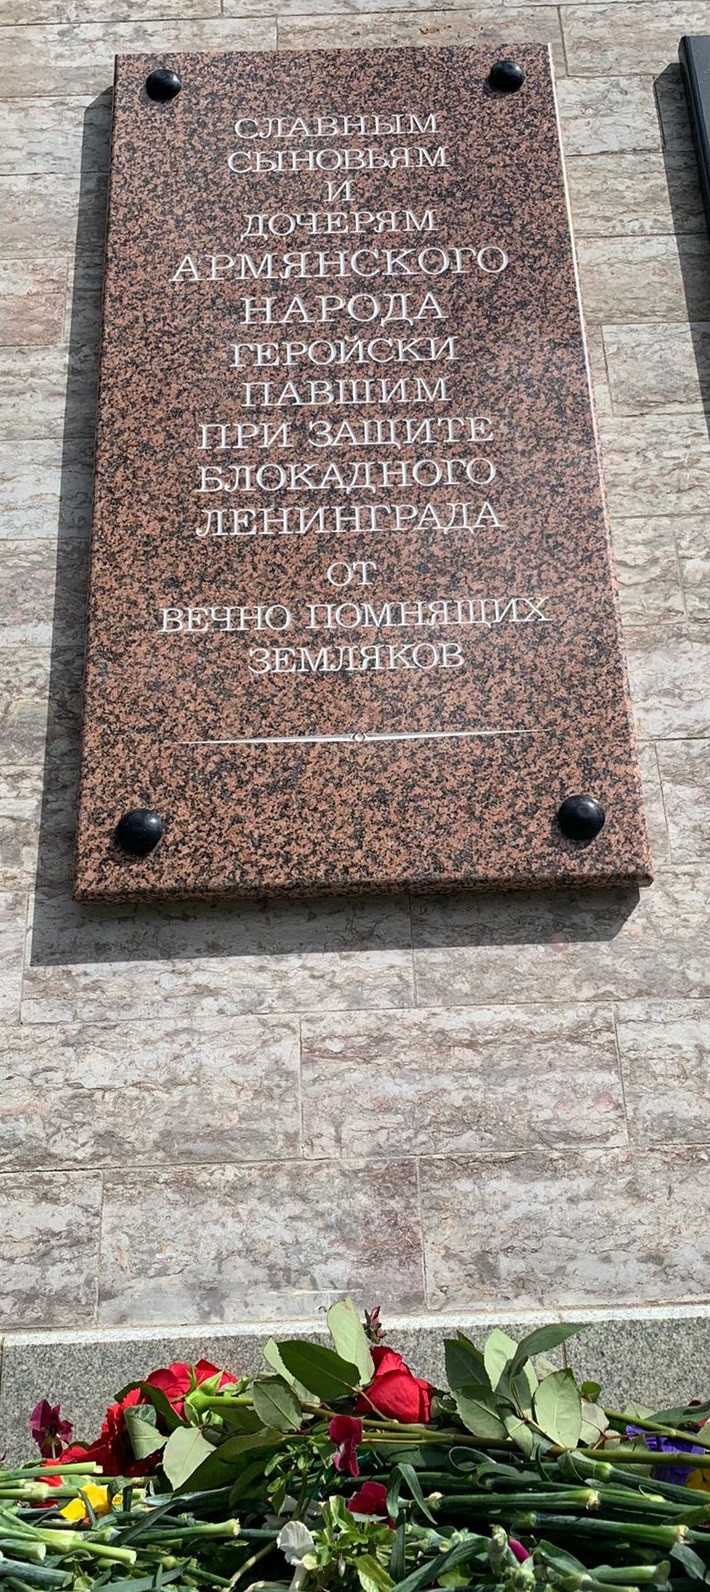 СЛАВНЫМ
СЫНОВЬЯМ
И
ДОЧЕРЯМ
АРМЯНСКОГО
НАРОДА
ГЕРОЙСКИ
ПАВШИМ
ПРИ ЗАЩИТЕ
БЛОКАДНОГО
ЛЕНИНГРАДА
ОТ
ВЕЧНО ПОМНЯЩИХ
ЗЕМЛЯКОВ